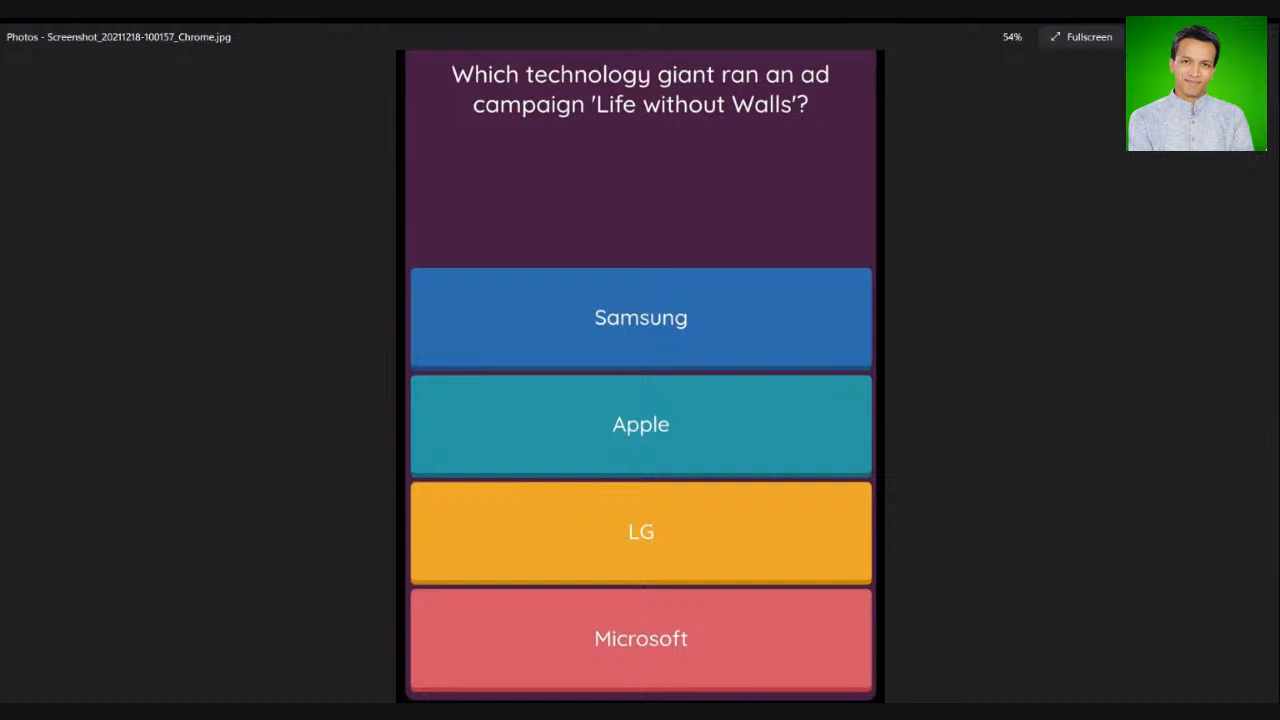 Photos - Screenshot_20211218-100157_Chrome.jpg
54%
Fullscreen
Which technology giant ran an ad
campaign 'Life without Walls'?
Samsung
Apple
LG
Microsoft